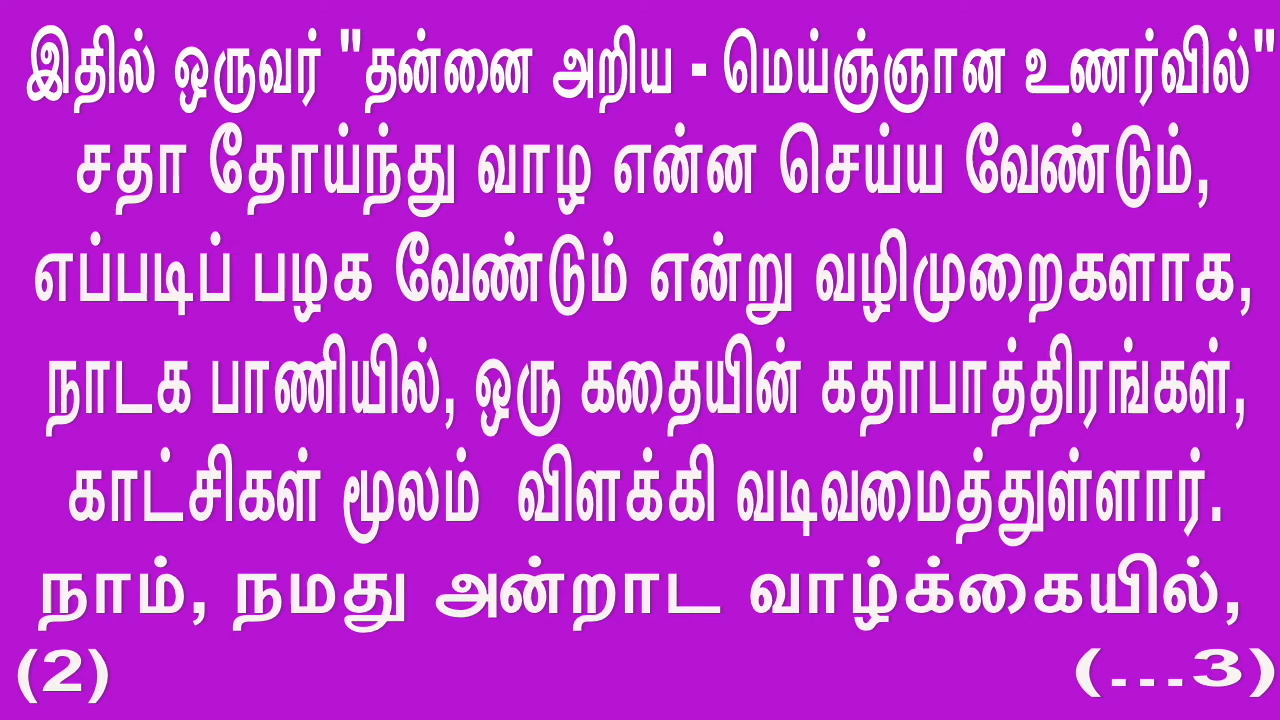 இதில் ஒருவர் "தன்னை அறிய - மெய்ஞ்ஞான உணர்வில்"
சதா தோய்ந்து வாழ என்ன செய்ய வேண்டும்,
எப்படிப் பழக வேண்டும் என்று வழிமுறைகளாக,
நாடக பாணியில், ஒரு கதையின் கதாபாத்திரங்கள்,
காட்சிகள் மூலம் விளக்கி வடிவமைத்துள்ளார்.
நாம், நமது அன்றாட வாழ்க்கையில்,
(2) (...3)